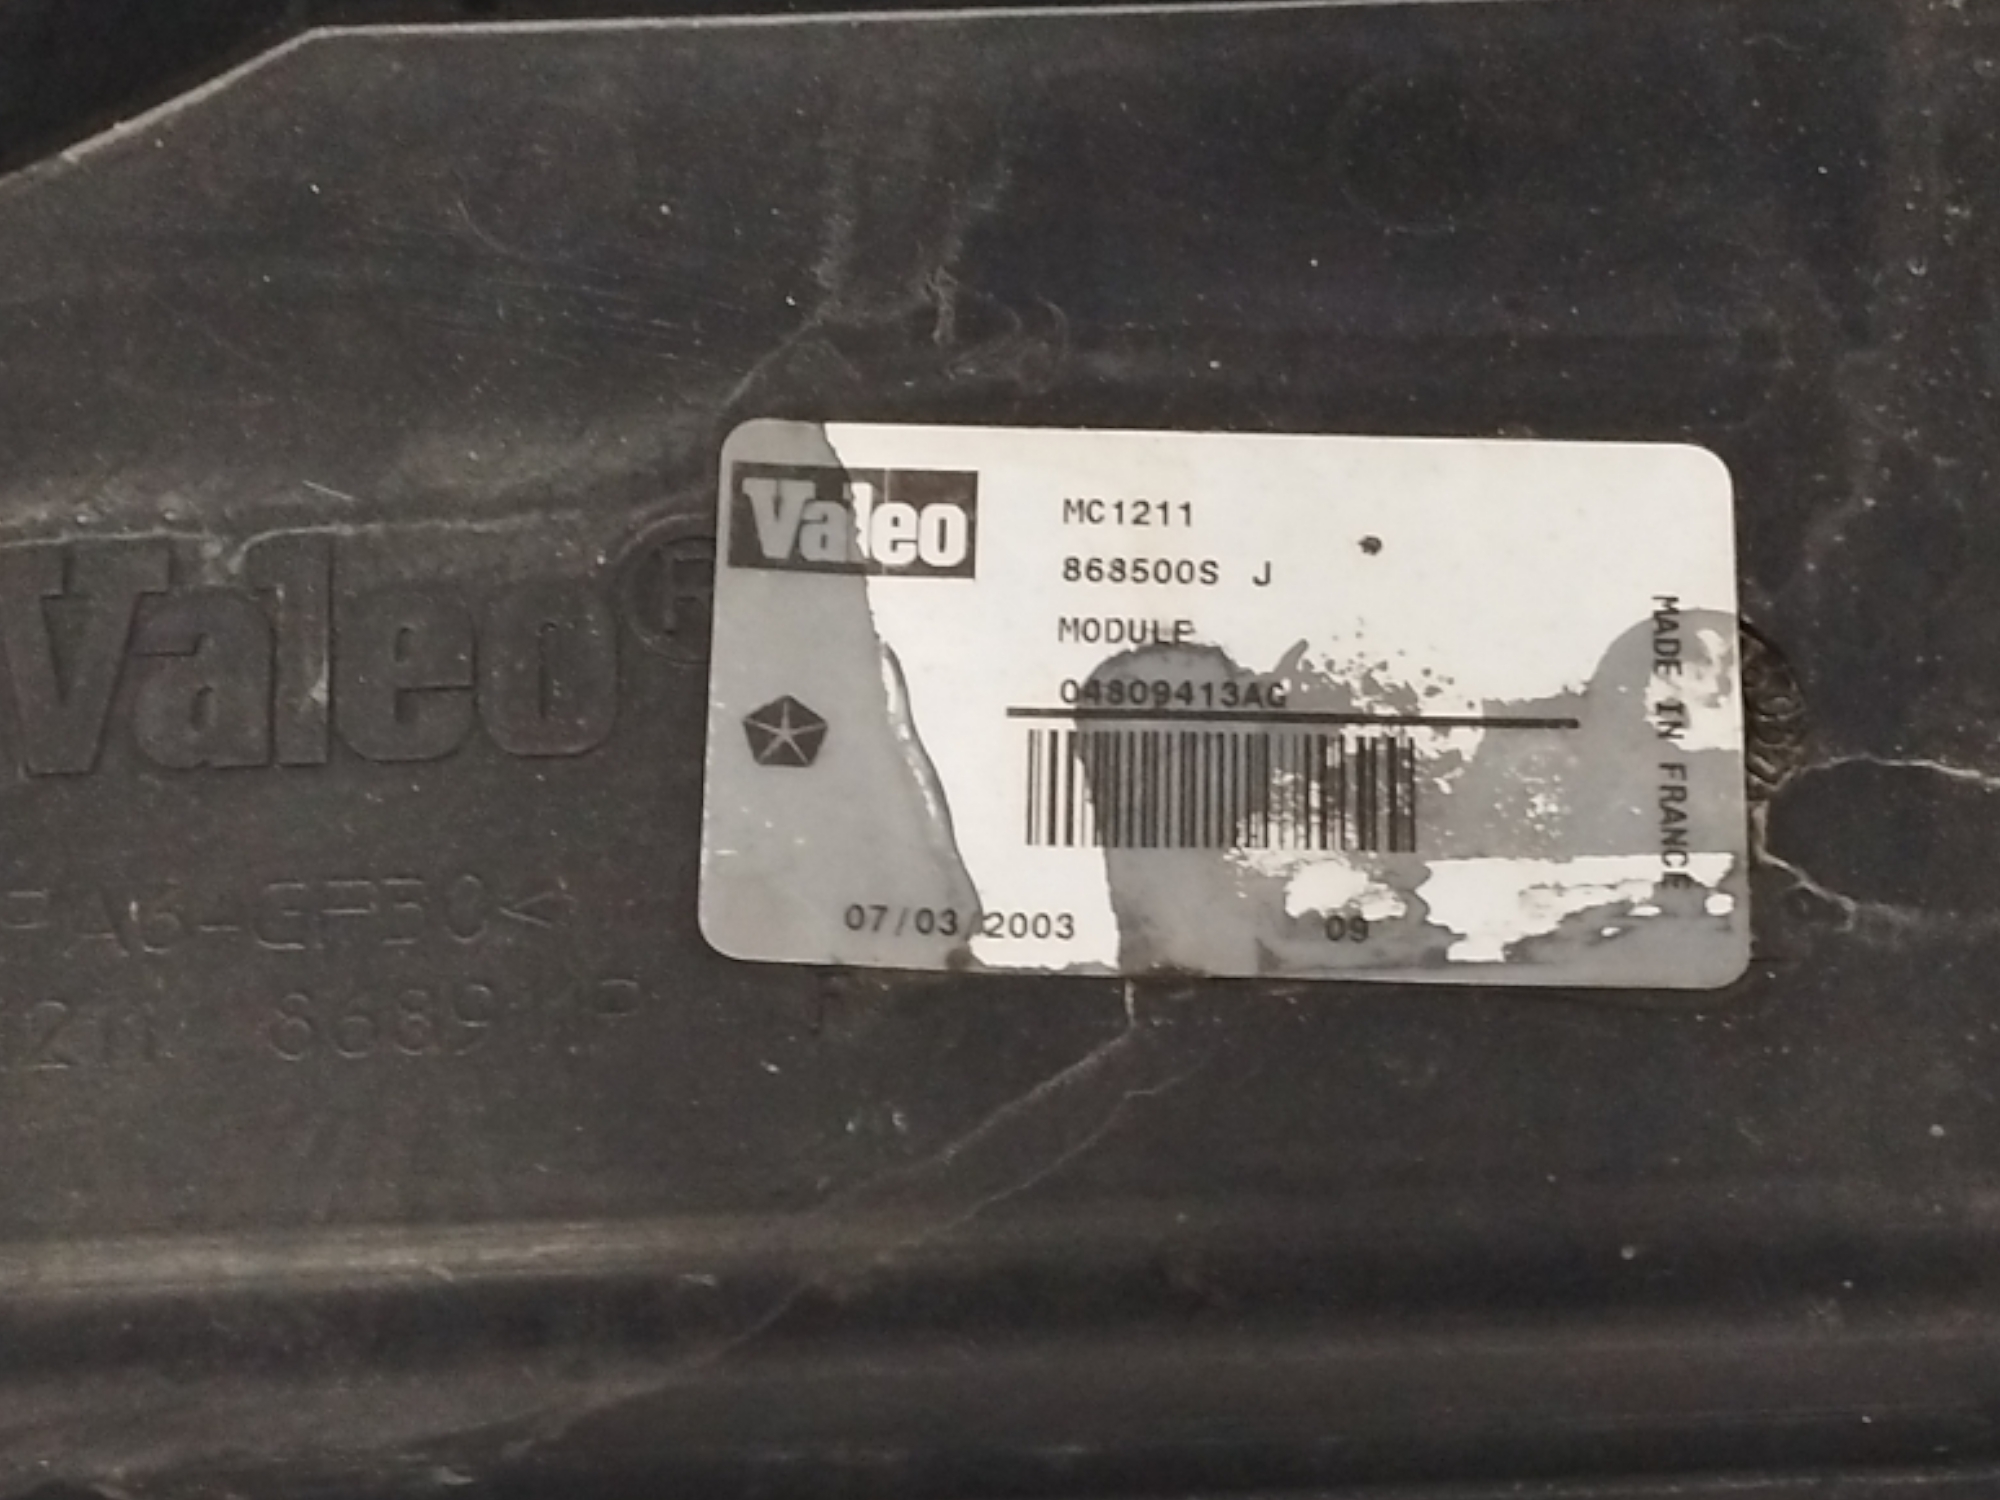 Valeo
MC1211
868500S J
MODULE
04809413AG
MADE IN FRANCE
07/03/2003
09
Valeo